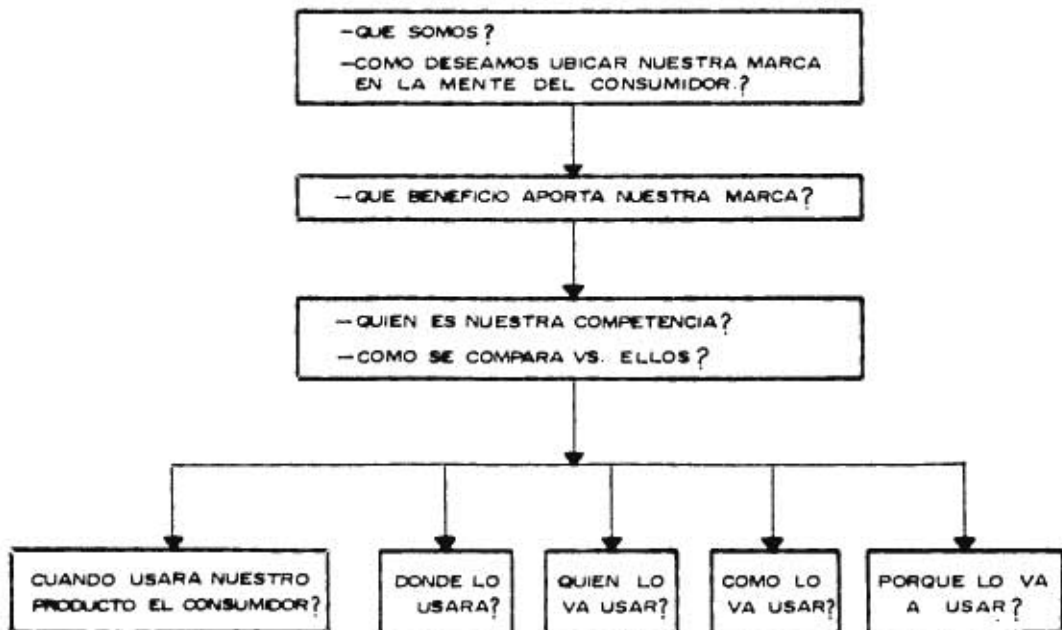 -QUE SOMOS?
-COMO DESEAMOS UBICAR NUESTRA MARCA
EN LA MENTE DEL CONSUMIDOR.?
-QUE BENEFICIO APORTA NUESTRA MARCA?
-QUIEN ES NUESTRA COMPETENCIA?
-COMO SE COMPARA VS. ELLOS?
CUANDO USARA NUESTRO
PRODUCTO EL CONSUMIDOR?
DONDE LO
USARA?
QUIEN LO
VA USAR?
COMO LO
VA USAR?
PORQUE LO VA
A USAR?